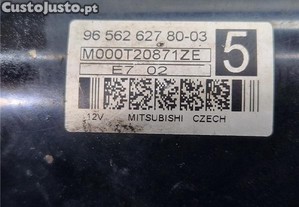 CustoJusto.pt
96 562 627 80-03
M000T20871ZE
E7 02
5
12V MITSUBISHI CZECH